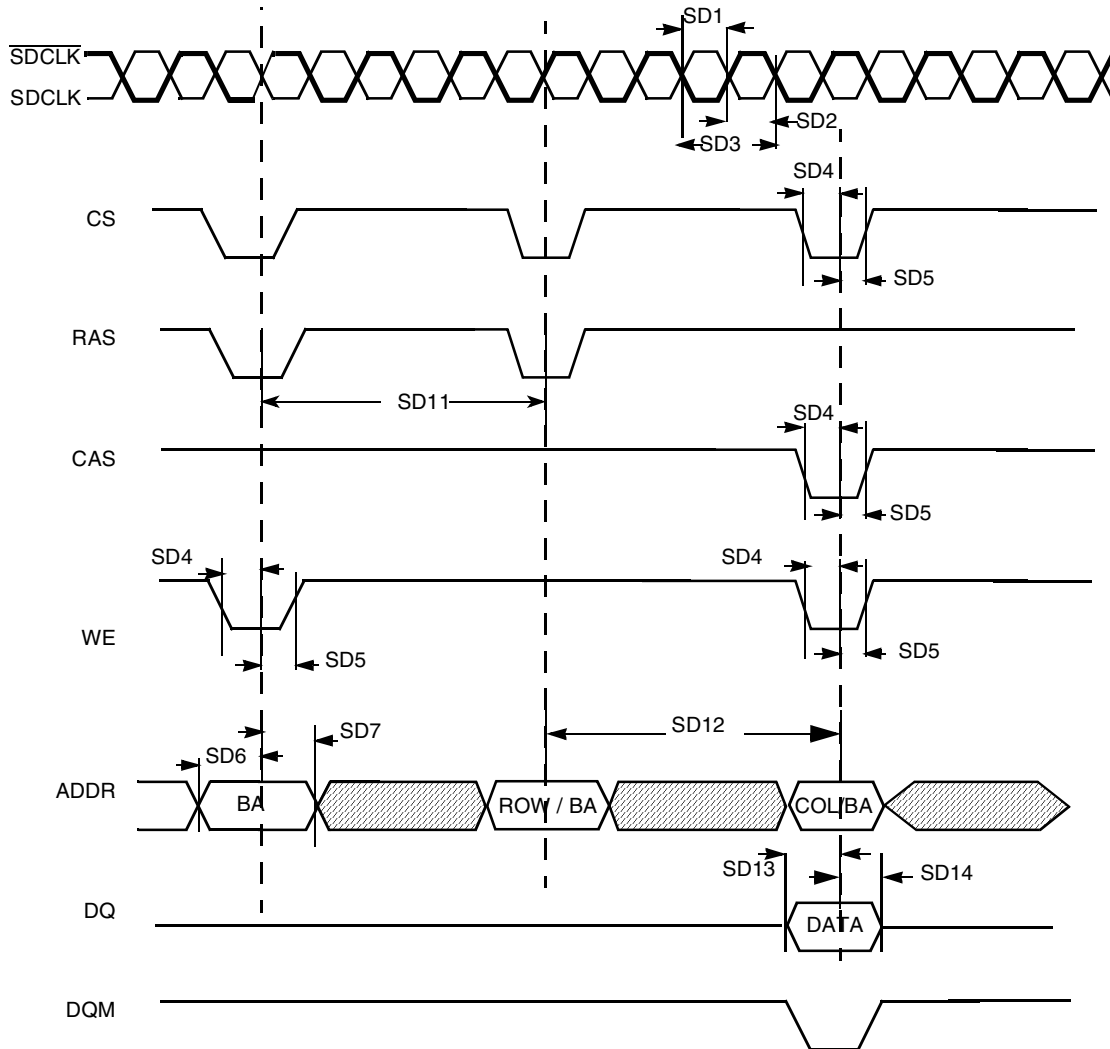 SD1
SDCLK
SDCLK
SD2
SD3
SD4
CS
SD5
RAS
SD11
SD4
CAS
SD5
SD4
SD4
WE
SD5
SD5
SD7
SD12
SD6
ADDR
BA
ROW / BA
COL/BA
SD13
SD14
DQ
DATA
DQM